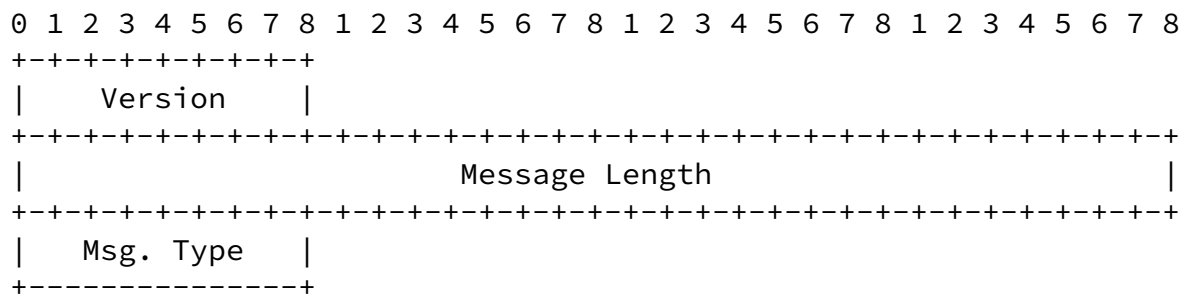 0 1 2 3 4 5 6 7 8 1 2 3 4 5 6 7 8 1 2 3 4 5 6 7 8 1 2 3 4 5 6 7 8
+-+-+-+-+-+-+-+-+
|    Version    |
+-+-+-+-+-+-+-+-+-+-+-+-+-+-+-+-+-+-+-+-+-+-+-+-+-+-+-+-+-+-+-+-+
|                        Message Length                         |
+-+-+-+-+-+-+-+-+-+-+-+-+-+-+-+-+-+-+-+-+-+-+-+-+-+-+-+-+-+-+-+-+
|   Msg. Type   |
+---------------+